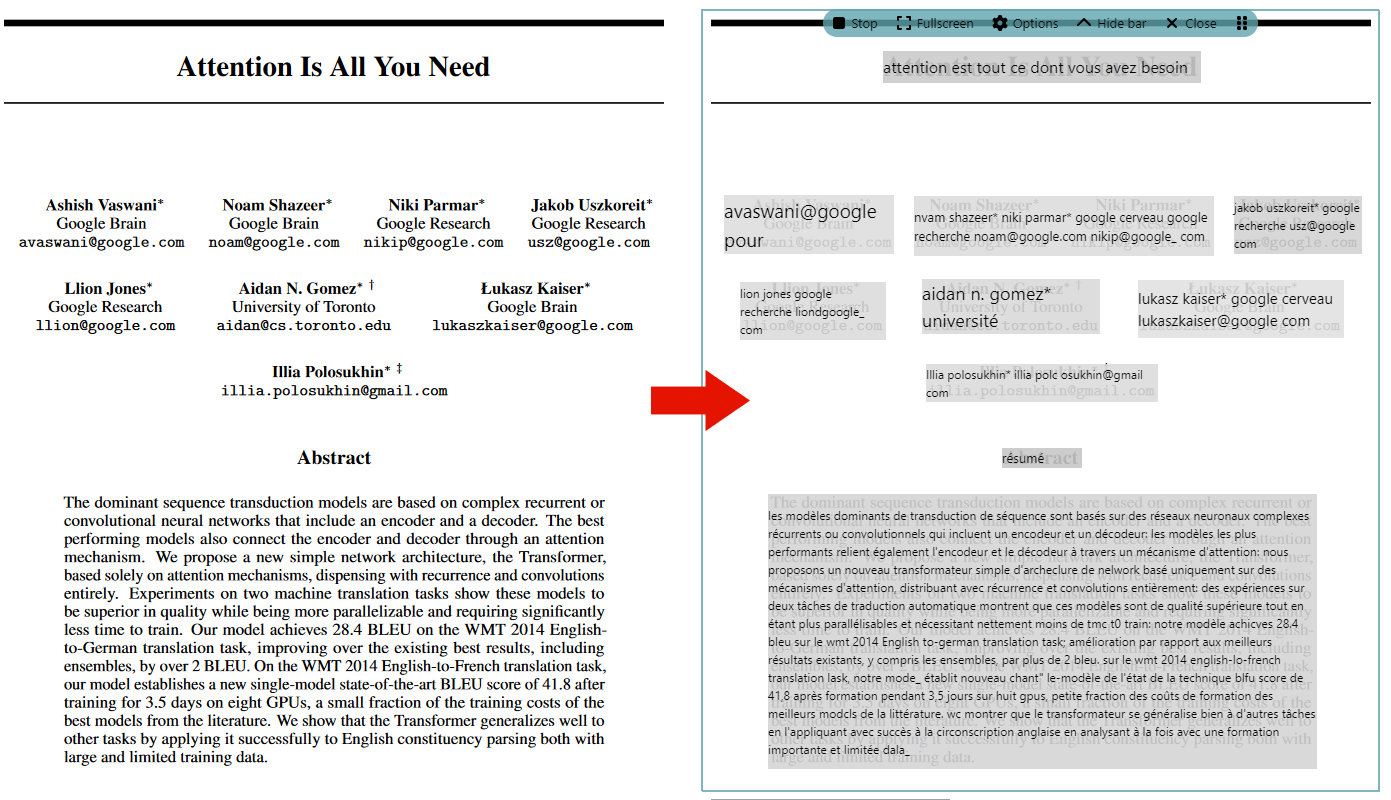 Attention Is All You Need
Ashish Vaswani*
Google Brain
avaswani@google.com
Noam Shazeer*
Google Brain
noam@google.com
Niki Parmar*
Google Research
nikip@google.com
Jakob Uszkoreit*
Google Research
usz@google.com
Llion Jones*
Google Research
llion@google.com
Aidan N. Gomez* †
University of Toronto
aidan@cs.toronto.edu
Łukasz Kaiser*
Google Brain
lukaszkaiser@google.com
Illia Polosukhin* ‡
illia.polosukhin@gmail.com
Abstract
The dominant sequence transduction models are based on complex recurrent or
convolutional neural networks that include an encoder and a decoder. The best
performing models also connect the encoder and decoder through an attention
mechanism. We propose a new simple network architecture, the Transformer,
based solely on attention mechanisms, dispensing with recurrence and convolutions
entirely. Experiments on two machine translation tasks show these models to
be superior in quality while being more parallelizable and requiring significantly
less time to train. Our model achieves 28.4 BLEU on the WMT 2014 English-
to-German translation task, improving over the existing best results, including
ensembles, by over 2 BLEU. On the WMT 2014 English-to-French translation task,
our model establishes a new single-model state-of-the-art BLEU score of 41.8 after
training for 3.5 days on eight GPUs, a small fraction of the training costs of the
best models from the literature. We show that the Transformer generalizes well to
other tasks by applying it successfully to English constituency parsing both with
large and limited training data.
Stop Fullscreen Options Hide bar Close
attention est tout ce dont vous avez besoin
avaswani@google
pour
nvam shazeer* niki parmar* google cerveau google
recherche noam@google.com nikip@google_ com
jakob uszkoreit* google
recherche usz@google
com
lion jones google
recherche liondgoogle_
com
aidan n. gomez*
université
lukasz kaiser* google cerveau
lukaszkaiser@google com
Illia polosukhin* illia polc osukhin@gmail
com
résumé
les modèles dominants de transduction de séquence sont basés sur des réseaux neuronaux complexes
récurrents ou convolutionnels qui incluent un encodeur et un décodeur: les modèles les plus
performants relient également l'encodeur et le décodeur à travers un mécanisme d'attention: nous
proposons un nouveau transformateur simple d'archeclure de nelwork basé uniquement sur des
mécanismes d'attention, distribuant avec récurrence et convolutions entièrement: des expériences sur
deux tâches de traduction automatique montrent que ces modèles sont de qualité supérieure tout en
étant plus parallélisables et nécessitant nettement moins de tmc t0 train: notre modèle achicves 28.4
bleu sur le wmt 2014 English to-german translation task; amélioration par rapport aux meilleurs
résultats existants, y compris les ensembles, par plus de 2 bleu. sur le wmt 2014 english-lo-french
translation lask, notre mode_ établit nouveau chant" le-modèle de l'état de la technique blfu score de
41,8 après formation pendant 3,5 jours sur huit gpus, petite fraction des coûts de formation des
meilleurs modcls de la littérature. wc montrer que le transformateur se généralise bien à d'autres tâches
en l'appliquant avec succès à la circonscription anglaise en analysant à la fois avec une formation
importante et limitée dala_